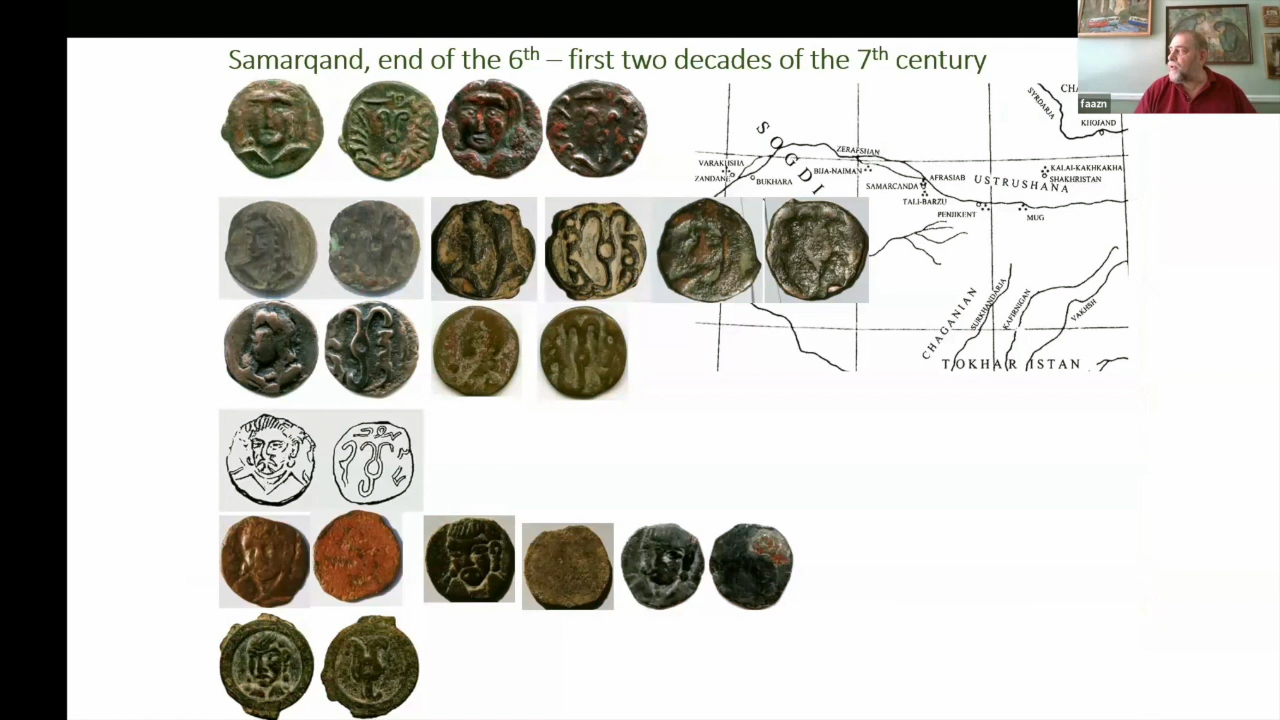 Samarqand, end of the 6th – first two decades of the 7th century
faazn
SYRDARIA
KHOJAND
SOGDI
ZERAFSHAN
VARAKHSHA
ZANDANE
BUKHARA
BIJA-NAIMAN
AFRASIAB
SAMARCANDA
TALI-BARZU
USTRUSHANA
KALAI-KAKHKAKHA
SHAKHRISTAN
PENJIKENT
MUG
CHAGANIAN
SURKHANDARIA
KAFIRNIGAN
VAKHSH
TOKHARISTAN